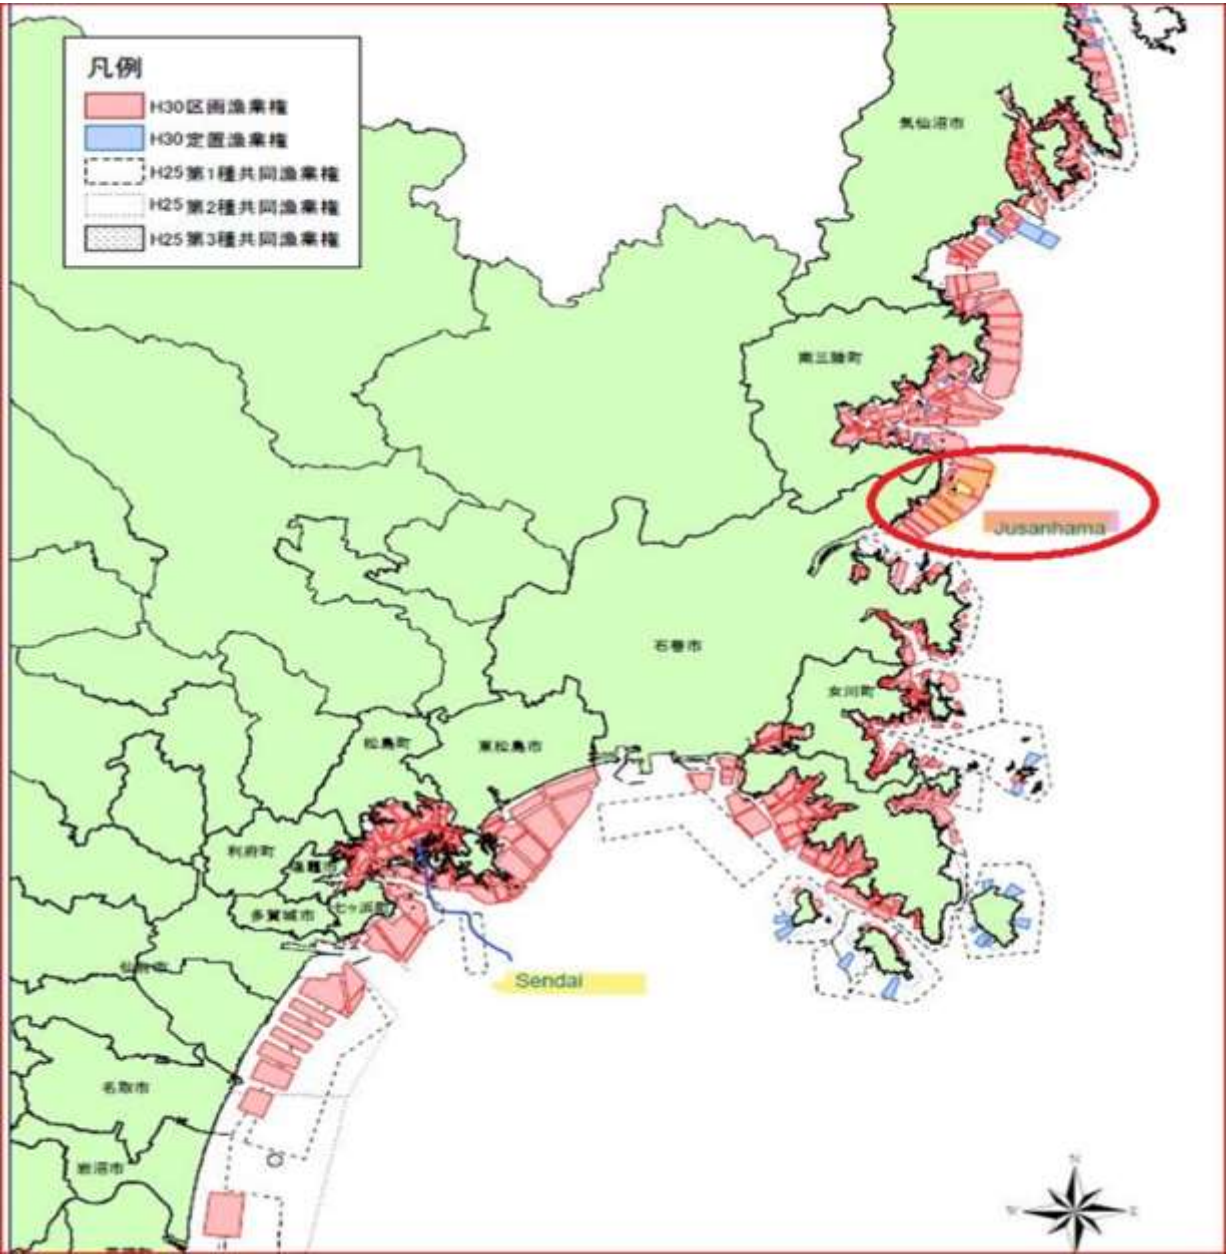 凡例
H30区画漁業権
H30定置漁業権
H25第1種共同漁業権
H25第2種共同漁業権
H25第3種共同漁業権
気仙沼市
南三陸町
Jusanhama
石巻市
女川町
松島町
東松島市
利府町
塩竈市
多賀城市
七ヶ浜町
仙台市
Sendai
名取市
岩沼市
N
W
E